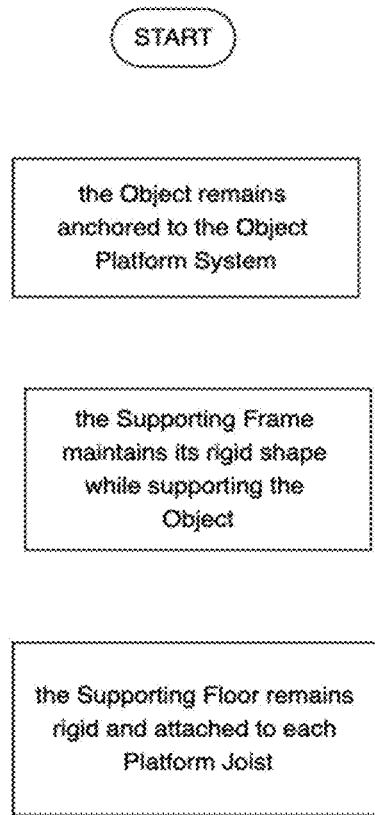 START
the Object remains
anchored to the Object
Platform System
the Supporting Frame
maintains its rigid shape
while supporting the
Object
the Supporting Floor remains
rigid and attached to each
Platform Joist